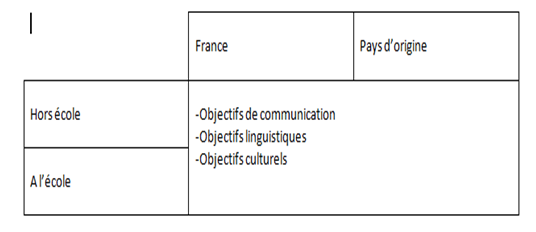 France
Pays d'origine
Hors école
-Objectifs de communication
-Objectifs linguistiques
-Objectifs culturels
A l'école